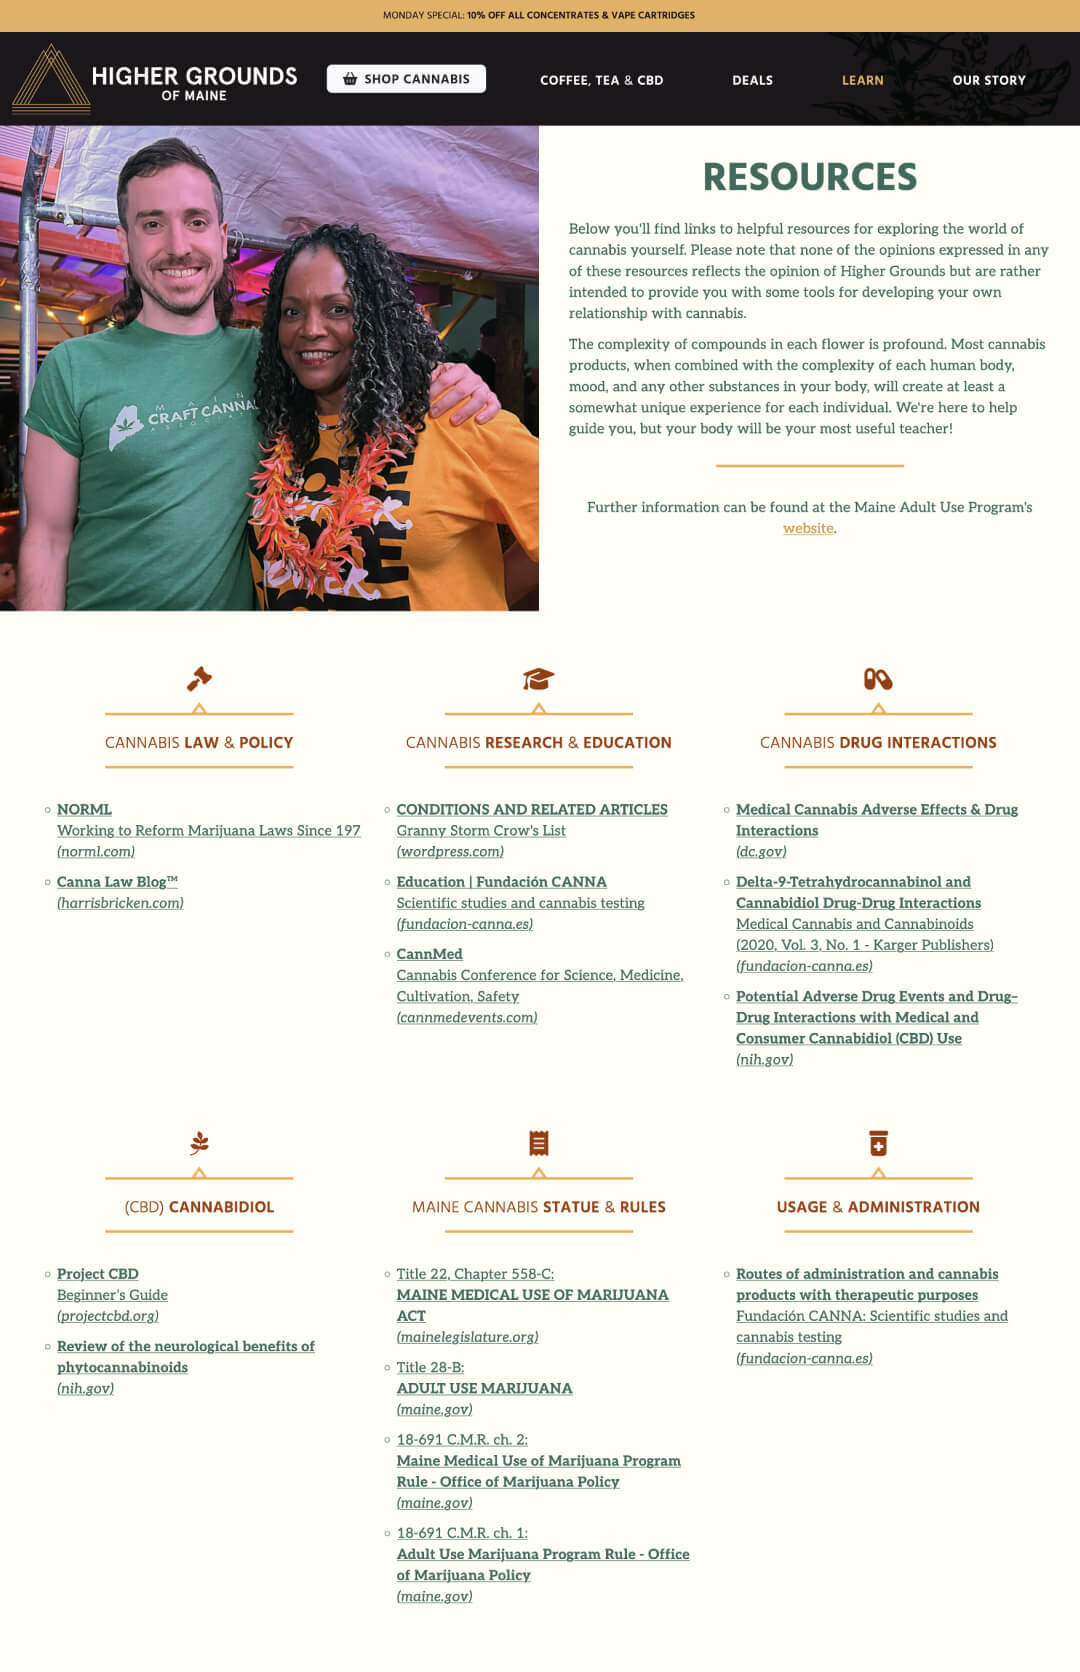 MONDAY SPECIAL: 10% OFF ALL CONCENTRATES & VAPE CARTRIDGES
HIGHER GROUNDS
OF MAINE
SHOP CANNABIS
COFFEE, TEA & CBD
DEALS
LEARN
OUR STORY
MAIN
CRAFT CANNA
RESOURCES
Below you'll find links to helpful resources for exploring the world of
cannabis yourself. Please note that none of the opinions expressed in any
of these resources reflects the opinion of Higher Grounds but are rather
intended to provide you with some tools for developing your own
relationship with cannabis.
The complexity of compounds in each flower is profound. Most cannabis
products, when combined with the complexity of each human body,
mood, and any other substances in your body, will create at least a
somewhat unique experience for each individual. We're here to help
guide you, but your body will be your most useful teacher!
Further information can be found at the Maine Adult Use Program's
website.
CANNABIS LAW & POLICY
NORML
Working to Reform Marijuana Laws Since 197
(norml.com)
Canna Law Blog™
(harrisbricken.com)
CANNABIS RESEARCH & EDUCATION
CONDITIONS AND RELATED ARTICLES
Granny Storm Crow's List
(wordpress.com)
Education | Fundación CANNA
Scientific studies and cannabis testing
(fundacion-canna.es)
CannMed
Cannabis Conference for Science, Medicine,
Cultivation, Safety
(cannmedevents.com)
CANNABIS DRUG INTERACTIONS
Medical Cannabis Adverse Effects & Drug
Interactions
(dc.gov)
Delta-9-Tetrahydrocannabinol and
Cannabidiol Drug-Drug Interactions
Medical Cannabis and Cannabinoids
(2020, Vol. 3, No. 1 - Karger Publishers)
(fundacion-canna.es)
Potential Adverse Drug Events and Drug–
Drug Interactions with Medical and
Consumer Cannabidiol (CBD) Use
(nih.gov)
(CBD) CANNABIDIOL
Project CBD
Beginner's Guide
(projectcbd.org)
Review of the neurological benefits of
phytocannabinoids
(nih.gov)
MAINE CANNABIS STATUE & RULES
Title 22, Chapter 558-C:
MAINE MEDICAL USE OF MARIJUANA
ACT
(mainelegislature.org)
Title 28-B:
ADULT USE MARIJUANA
(maine.gov)
18-691 C.M.R. ch. 2:
Maine Medical Use of Marijuana Program
Rule - Office of Marijuana Policy
(maine.gov)
18-691 C.M.R. ch. 1:
Adult Use Marijuana Program Rule - Office
of Marijuana Policy
(maine.gov)
USAGE & ADMINISTRATION
Routes of administration and cannabis
products with therapeutic purposes
Fundación CANNA: Scientific studies and
cannabis testing
(fundacion-canna.es)